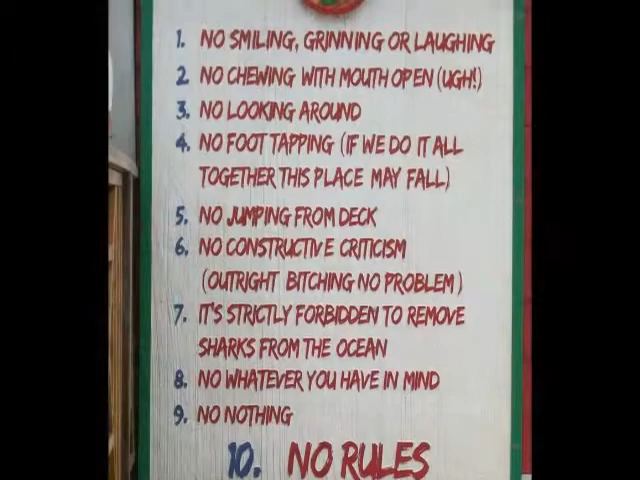 1. NO SMILING, GRINNING OR LAUGHING
2 NO CHEWING WITH MOUTH OPEN (UGH!)
3. NO LOOKING AROUND
4. NO FOOT TAPPING (IF WE DO IT ALL
TOGETHER THIS PLACE MAY FALL)
5. NO JUMPING FROM DECK
6. NO CONSTRUCTIVE CRITICISM
(OUTRIGHT BITCHING NO PROBLEM)
7. IT'S STRICTLY FORBIDDEN TO REMOVE
SHARKS FROM THE OCEAN
8. NO WHATEVER YOU HAVE IN MIND
9. NO NOTHING
10. NO RULES